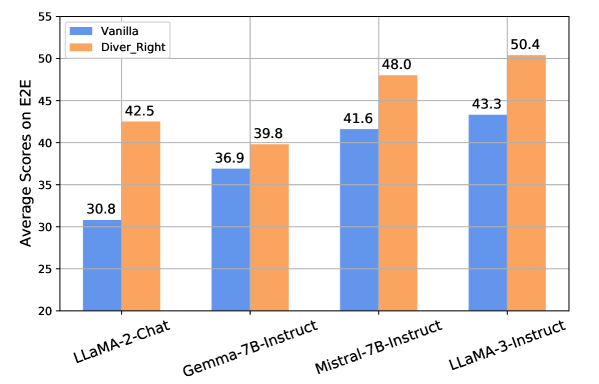 Average Scores on E2E
55
50
45
40
35
30
25
20
Vanilla
Diver_Right
30.8
42.5
36.9
39.8
41.6
48.0
43.3
50.4
LLaMA-2-Chat
Gemma-7B-Instruct
Mistral-7B-Instruct
LLaMA-3-Instruct